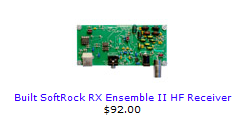 Built SoftRock RX Ensemble II HF Receiver
$92.00